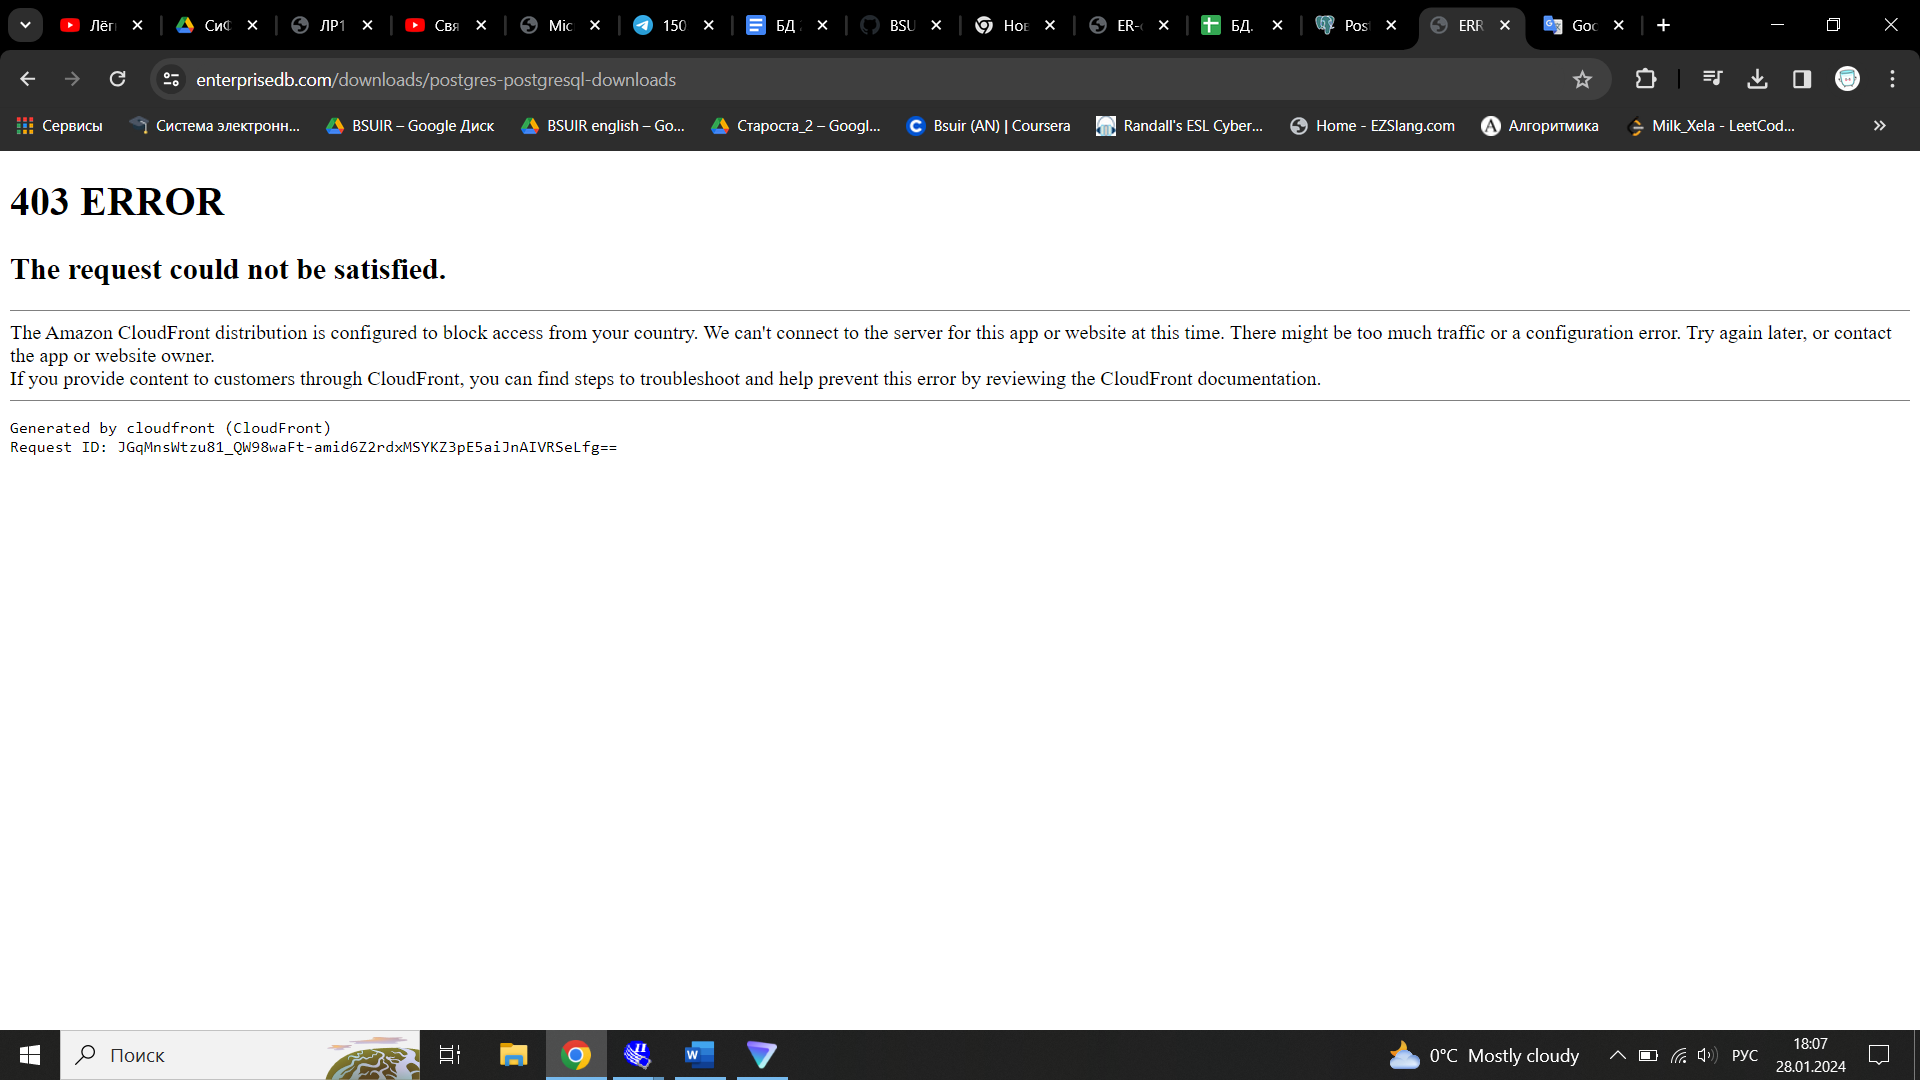 Лёг
СиФ
ЛР1
Свя
Mic
150
БД
BSU
Нов
ER-
БД.
Pos
ERR
Goo
enterprisedb.com/downloads/postgres-postgresql-downloads
Сервисы
Система электронн...
BSUIR – Google Диск
BSUIR english – Go...
Староста_2 – Googl...
Bsuir (AN) | Coursera
Randall's ESL Cyber...
Home - EZSlang.com
Алгоритмика
Milk_Xela - LeetCod...
403 ERROR
The request could not be satisfied.
The Amazon CloudFront distribution is configured to block access from your country. We can't connect to the server for this app or website at this time. There might be too much traffic or a configuration error. Try again later, or contact
the app or website owner.
If you provide content to customers through CloudFront, you can find steps to troubleshoot and help prevent this error by reviewing the CloudFront documentation.
Generated by cloudfront (CloudFront)
Request ID: JGqMnsWtzu81_QW98waFt-amid6Z2rdxMSYKZ3pE5aiJnAIVRSeLfg==
Поиск
0°C Mostly cloudy
РУС
18:07
28.01.2024